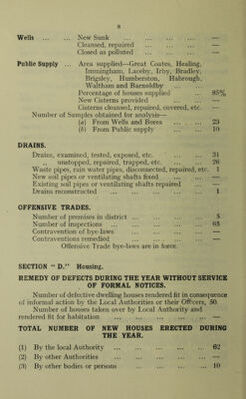 8
Wells ... ... New Sunk ... ... ... ... ... —
Cleansed, repaired ... ... ... ... —
Closed as polluted ... ... ... ... —
Public Supply ... Area supplied—Great Coates, Healing,
Immingham, Laceby, Irby, Bradley,
Brigsley, Humberston, Habrough,
Waltham and Barnoldby ... ...
Percentage of houses supplied ... 85%
New Cisterns provided ... ... ... —
Cisterns cleansed, repaired, covered, etc. —
Number of Samples obtained for analysis—
(a) From Wells and Bores ... ... 23
(b) From Public supply ... ... 10
DRAINS.
Drains, examined, tested, exposed, etc. ... ... ... 31
,, unstopped, repaired, trapped, etc. ... ... ... 26
Waste pipes, rain water pipes, disconnected, repaired, etc. 1
New soil pipes or ventilating shafts fixed ... ... ... —
Existing soil pipes or ventilating shafts repaired ... —
Drains reconstructed ... ... ... ... ... 1
OFFENSIVE TRADES.
Number of premises in district ... ... ... ... 5
Number of inspections ... ... ... ... ... 65
Contravention of bye-laws ... ... ... ... —
Contraventions remedied ... ... ... ... —
Offensive Trade bye-laws are in force.
SECTION "D." Housing.
REMEDY OF DEFECTS DURING THE YEAR WITHOUT SERVICE
OF FORMAL NOTICES.
Number of defective dwelling houses rendered fit in consequence
of informal action by the Local Authorities or their Officers, 50.
Number of houses taken over by Local Authority and
rendered fit for habitation ... ... ... ... —
TOTAL NUMBER OF NEW HOUSES ERECTED DURING
THE YEAR.
(1) By the local Authority ... ... ... ... ... 62
(2) By other Authorities ... ... ... ... ... —
(3) By other bodies or persons ... ... ... ... 10